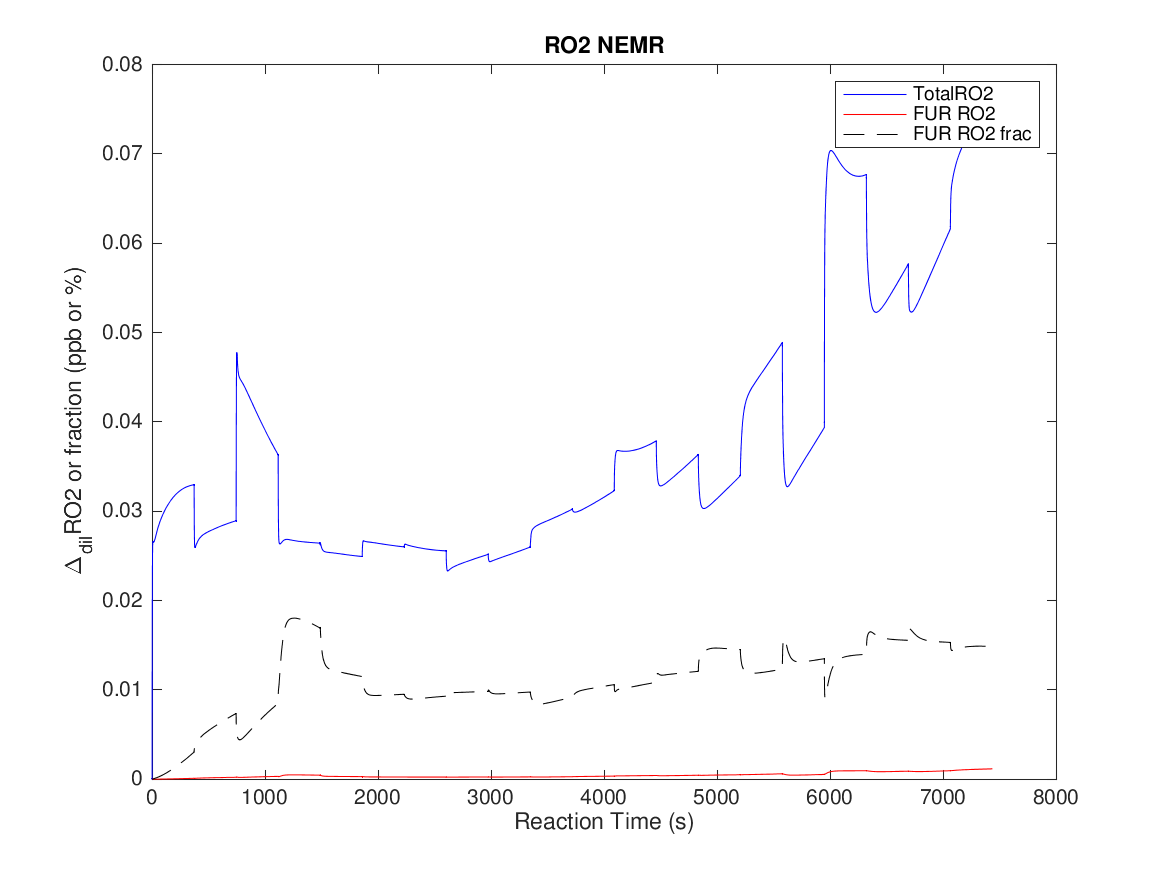 RO2 NEMR
0.08
0.07
0.06
0.05
0.04
0.03
0.02
0.01
0
ΔdilRO2 or fraction (ppb or %)
TotalRO2
FUR RO2
FUR RO2 frac
0 1000 2000 3000 4000 5000 6000 7000 8000
Reaction Time (s)